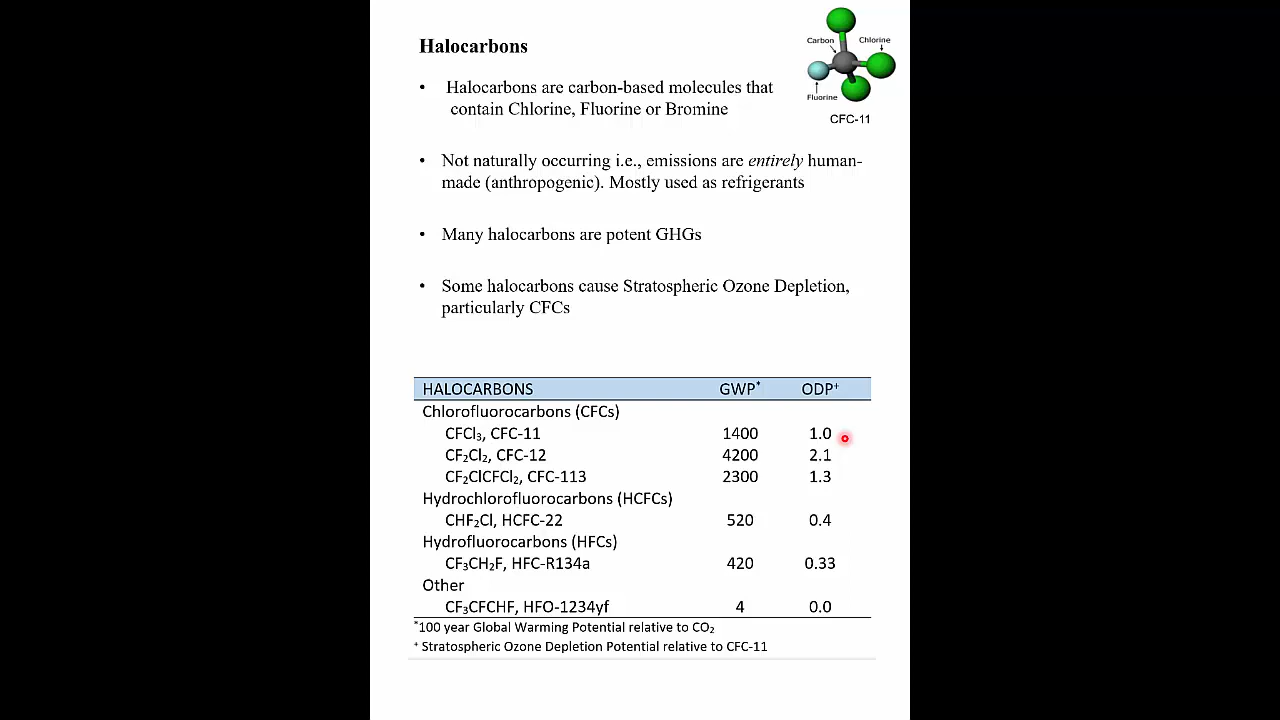 Halocarbons
Carbon
Chlorine
Fluorine
CFC-11
• Halocarbons are carbon-based molecules that
contain Chlorine, Fluorine or Bromine
• Not naturally occurring i.e., emissions are entirely human-
made (anthropogenic). Mostly used as refrigerants
• Many halocarbons are potent GHGs
• Some halocarbons cause Stratospheric Ozone Depletion,
particularly CFCs
HALOCARBONS GWP* ODP⁺
Chlorofluorocarbons (CFCs)
CFCl₃, CFC-11 1400 1.0
CF₂Cl₂, CFC-12 4200 2.1
CF₂ClCFCl₂, CFC-113 2300 1.3
Hydrochlorofluorocarbons (HCFCs)
CHF₂Cl, HCFC-22 520 0.4
Hydrofluorocarbons (HFCs)
CF₃CH₂F, HFC-R134a 420 0.33
Other
CF₃CFCHF, HFO-1234yf 4 0.0
*100 year Global Warming Potential relative to CO₂
⁺ Stratospheric Ozone Depletion Potential relative to CFC-11